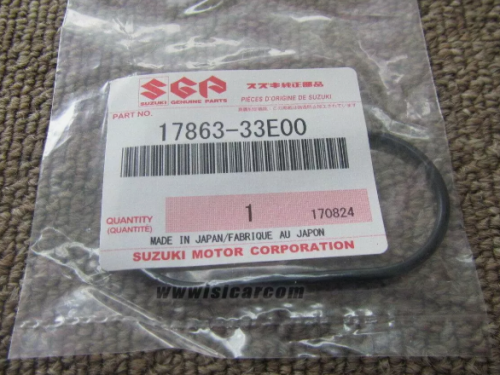 SGP スズキ純正部品
SUZUKI GENUINE PARTS PIÈCES D'ORIGINE DE SUZUKI
PART NO.
17863-33E00
QUANTITY 1 170824
(QUANTITÉ)
MADE IN JAPAN/FABRIQUE AU JAPON
SUZUKI MOTOR CORPORATION
wwwislcarcom